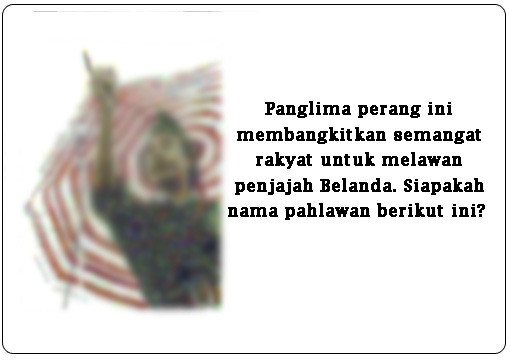 Panglima perang ini
membangkitkan semangat
rakyat untuk melawan
penjajah Belanda. Siapakah
nama pahlawan berikut ini?